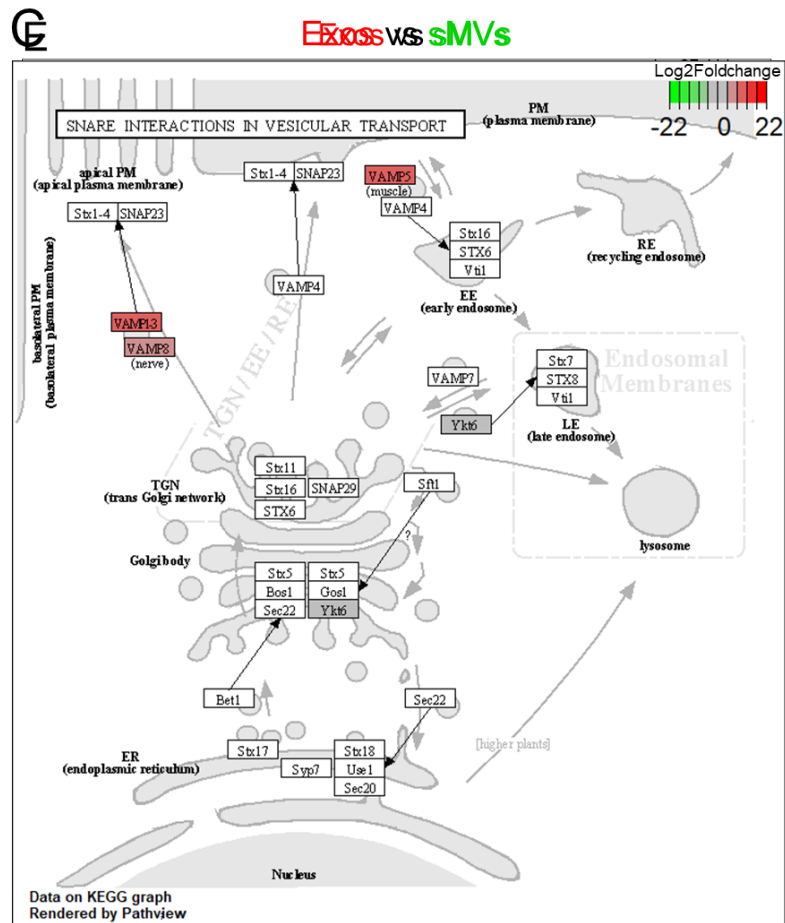 Exos vs sMVs
Log2Foldchange
-22 0 22
PM
(plasma membrane)
SNARE INTERACTIONS IN VESICULAR TRANSPORT
apical PM
(apical plasma membrane)
Stx1-4 SNAP23
VAMP5
(muscle)
VAMP4
Stx1-4 SNAP23
Stx16
STX6
Vti1
RE
(recycling endosome)
EE
(early endosome)
VAMP4
basolateral PM
(basolateral plasma membrane)
VAMP1-3
VAMP8
(nerve)
TGN / EE / RE
Endosomal
Membranes
Stx7
STX8
Vti1
VAMP7
Ykt6
LE
(late endosome)
TGN
(trans Golgi network)
Stx11
Stx16 SNAP29
STX6
Sft1
lysosome
?
Golgi body
Stx5 Stx5
Bos1 Gos1
Sec22 Ykt6
Bet1
Sec22
[higher plants]
ER
(endoplasmic reticulum)
Stx17
Stx18
Syp7 Use1
Sec20
Nucleus
Data on KEGG graph
Rendered by Pathview